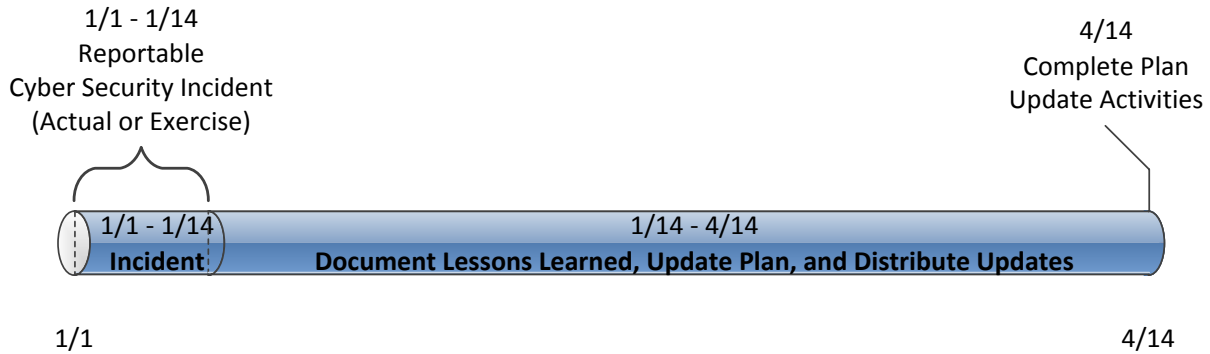 1/1 - 1/14
Reportable
Cyber Security Incident
(Actual or Exercise)
4/14
Complete Plan
Update Activities
1/1 - 1/14
Incident
1/14 - 4/14
Document Lessons Learned, Update Plan, and Distribute Updates
1/1
4/14